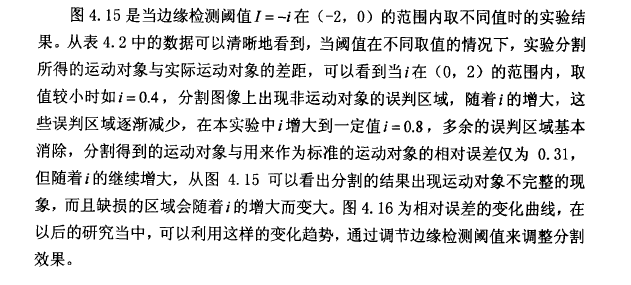 图 4.15 是当边缘检测阈值 I=-i 在（-2，0）的范围内取不同值时的实验结
果。从表 4.2 中的数据可以清晰地看到，当阈值在不同取值的情况下，实验分割
所得的运动对象与实际运动对象的差距，可以看到当 i 在（0，2）的范围内，取
值较小时如 i=0.4，分割图像上出现非运动对象的误判区域，随着 i 的增大，这
些误判区域逐渐减少，在本实验中 i 增大到一定值 i=0.8，多余的误判区域基本
消除，分割得到的运动对象与用来作为标准的运动对象的相对误差仅为 0.31，
但随着 i 的继续增大，从图 4.15 可以看出分割的结果出现运动对象不完整的现
象，而且缺损的区域会随着 i 的增大而变大。图 4.16 为相对误差的变化曲线，在
以后的研究当中，可以利用这样的变化趋势，通过调节边缘检测阈值来调整分割
效果。